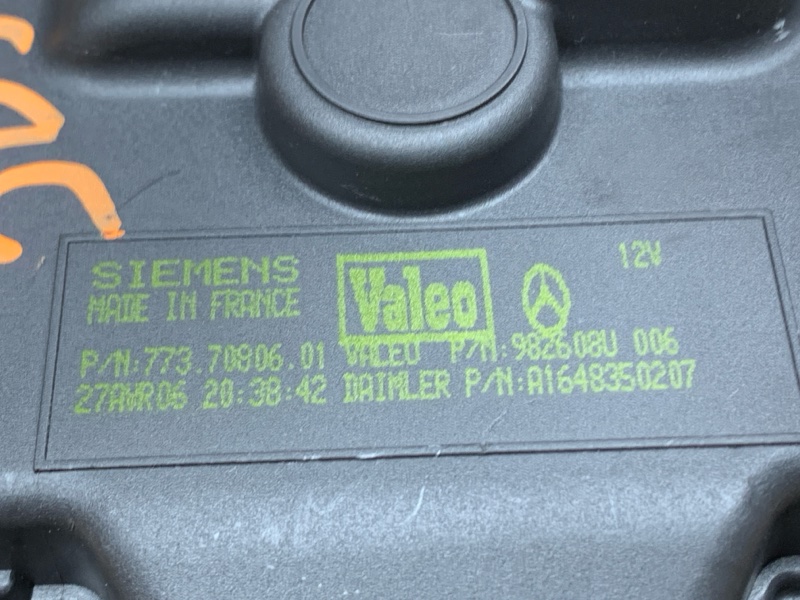 SIEMENS Valeo 12V
MADE IN FRANCE
P/N:773.70806.01 VALEO P/N:982608U 006
27AVR06 20:38:42 DAIMLER P/N:A1648350207